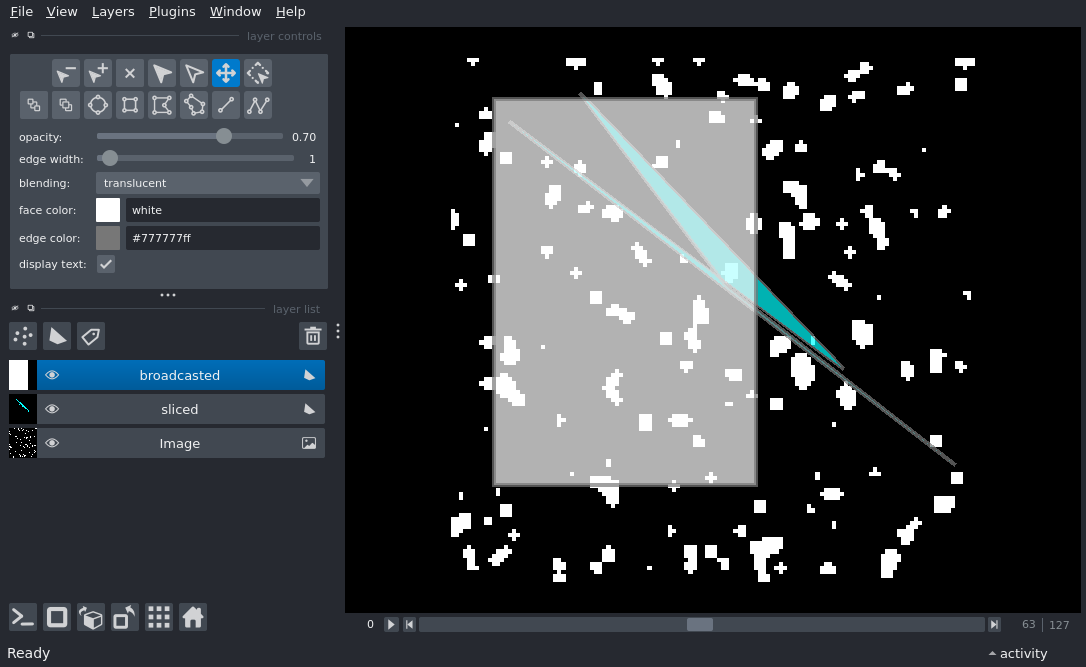 File View Layers Plugins Window Help
layer controls
opacity: 0.70
edge width: 1
blending: translucent
face color: white
edge color: #777777ff
display text:
layer list
broadcasted
sliced
Image
0 63 127
Ready activity